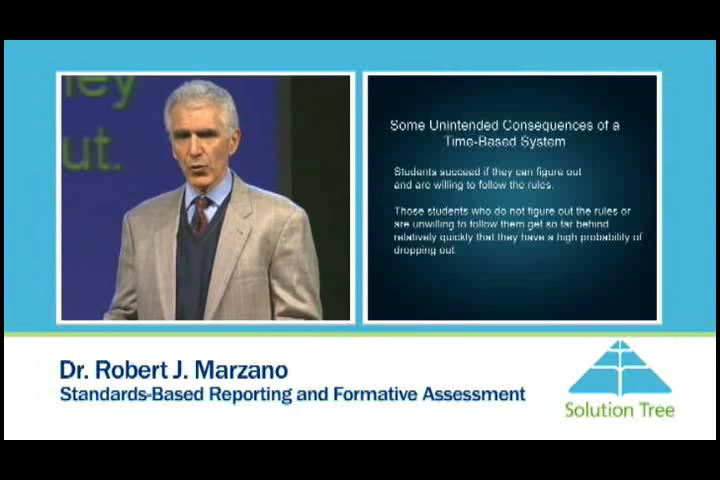 ut.
Some Unintended Consequences of a
Time-Based System
Students succeed if they can figure out
and are willing to follow the rules.
Those students who do not figure out the rules or
are unwilling to follow them get so far behind
relatively quickly that they have a high probability of
dropping out.
Dr. Robert J. Marzano
Standards-Based Reporting and Formative Assessment
Solution Tree